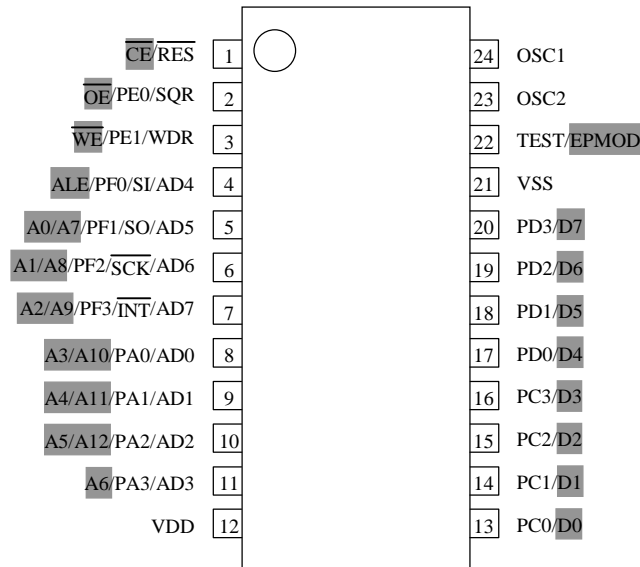 CE/RES 1 24 OSC1
OE/PE0/SQR 2 23 OSC2
WE/PE1/WDR 3 22 TEST/EPMOD
ALE/PF0/SI/AD4 4 21 VSS
A0/A7/PF1/SO/AD5 5 20 PD3/D7
A1/A8/PF2/SCK/AD6 6 19 PD2/D6
A2/A9/PF3/INT/AD7 7 18 PD1/D5
A3/A10/PA0/AD0 8 17 PD0/D4
A4/A11/PA1/AD1 9 16 PC3/D3
A5/A12/PA2/AD2 10 15 PC2/D2
A6/PA3/AD3 11 14 PC1/D1
VDD 12 13 PC0/D0